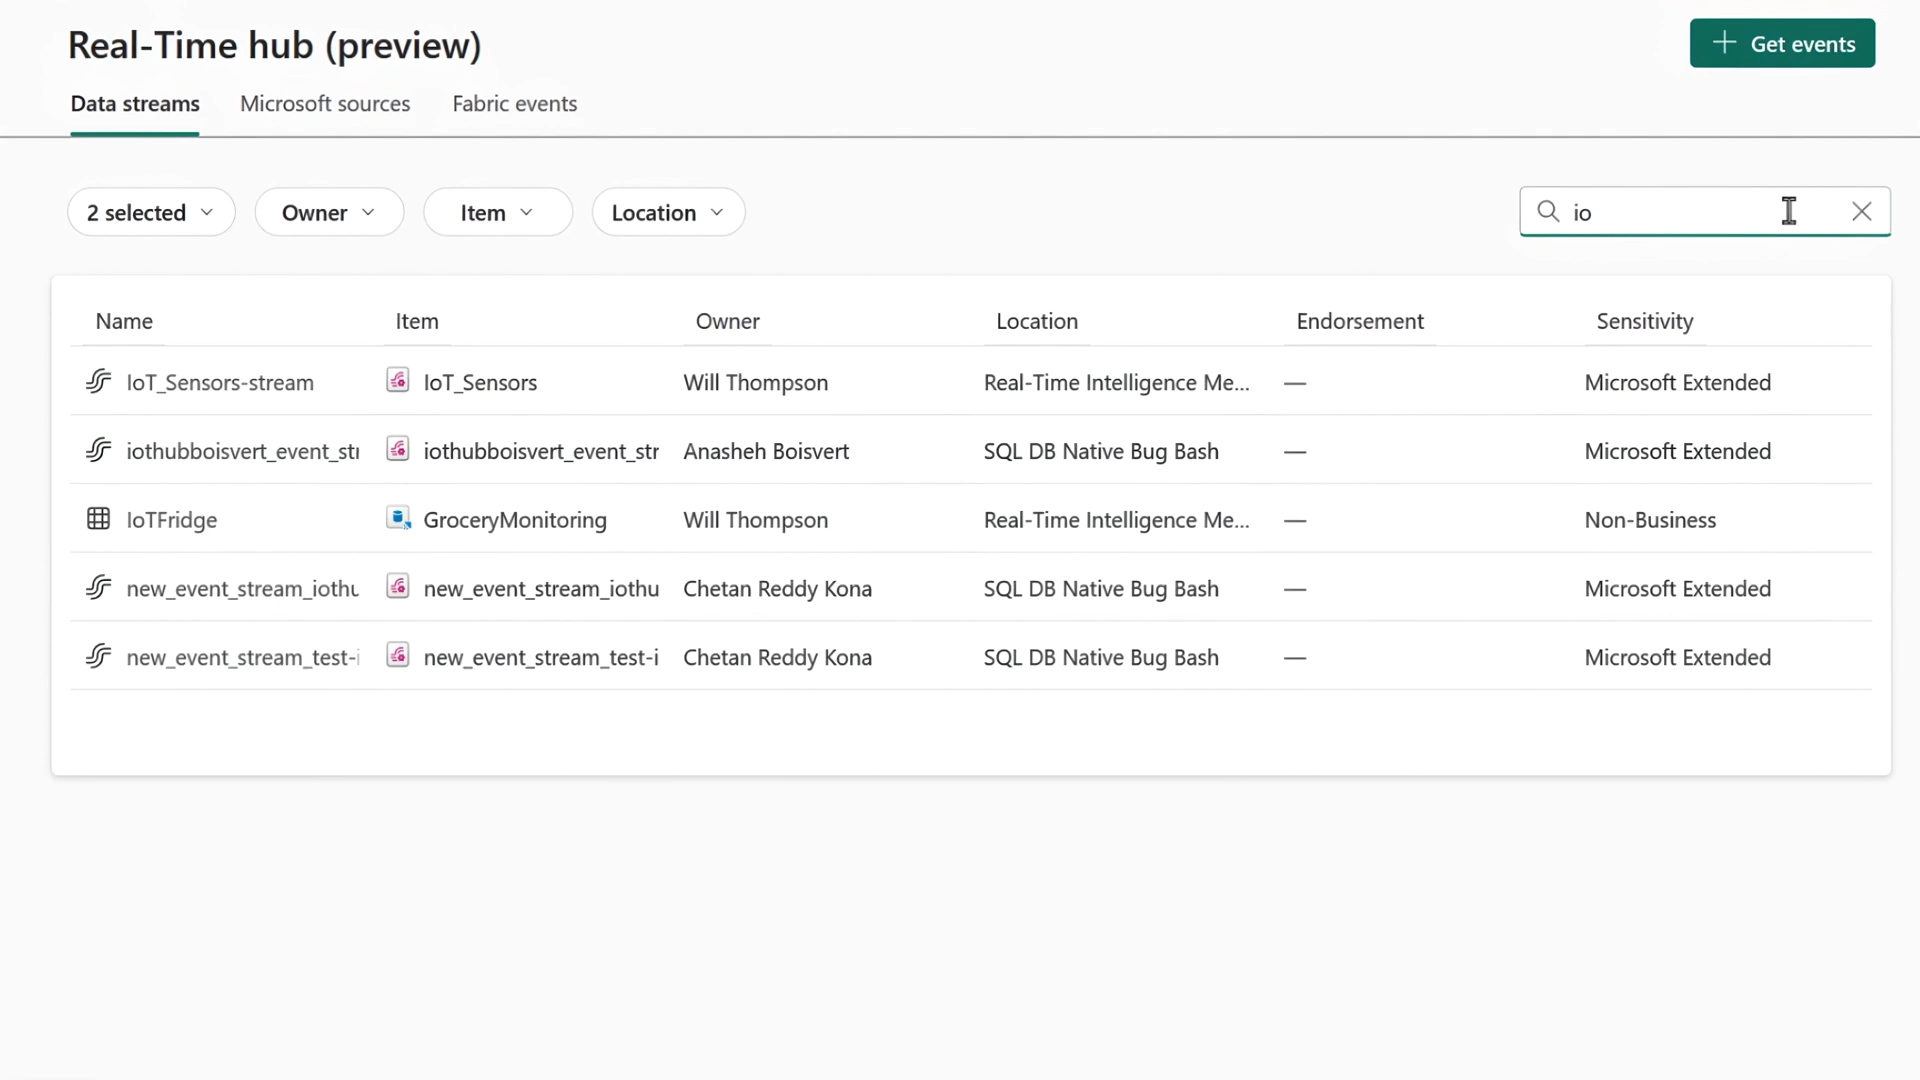 Real-Time hub (preview)
Get events
Data streams Microsoft sources Fabric events
2 selected Owner Item Location
io
Name Item Owner Location Endorsement Sensitivity
IoT_Sensors-stream IoT_Sensors Will Thompson Real-Time Intelligence Me... — Microsoft Extended
iothubboisvert_event_str iothubboisvert_event_str Anasheh Boisvert SQL DB Native Bug Bash — Microsoft Extended
IoTFridge GroceryMonitoring Will Thompson Real-Time Intelligence Me... — Non-Business
new_event_stream_iothu new_event_stream_iothu Chetan Reddy Kona SQL DB Native Bug Bash — Microsoft Extended
new_event_stream_test-i new_event_stream_test-i Chetan Reddy Kona SQL DB Native Bug Bash — Microsoft Extended